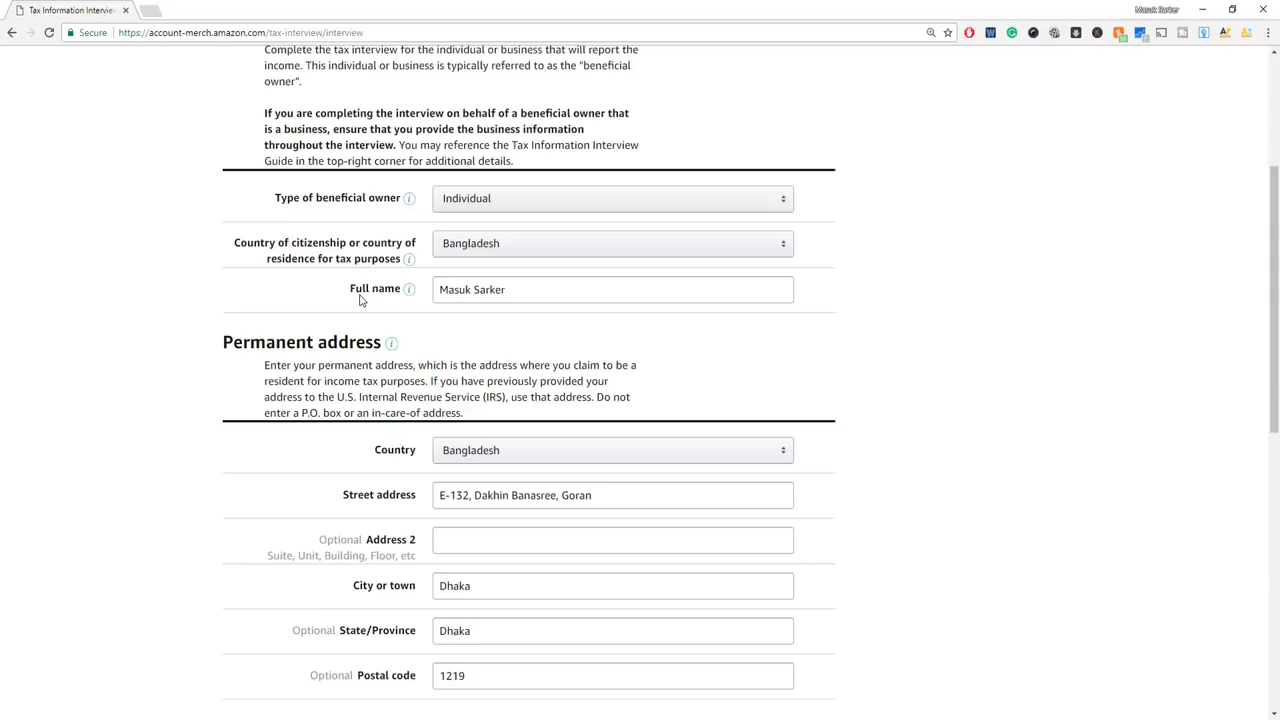 Tax Information Interview
Masuk Sarker
Secure
https://account-merch.amazon.com/tax-interview/interview
Complete the tax interview for the individual or business that will report the
income. This individual or business is typically referred to as the "beneficial
owner".
If you are completing the interview on behalf of a beneficial owner that
is a business, ensure that you provide the business information
throughout the interview. You may reference the Tax Information Interview
Guide in the top-right corner for additional details.
Type of beneficial owner
Individual
Country of citizenship or country of
residence for tax purposes
Bangladesh
Full name
Masuk Sarker
Permanent address
Enter your permanent address, which is the address where you claim to be a
resident for income tax purposes. If you have previously provided your
address to the U.S. Internal Revenue Service (IRS), use that address. Do not
enter a P.O. box or an in-care-of address.
Country
Bangladesh
Street address
E-132, Dakhin Banasree, Goran
Optional Address 2
Suite, Unit, Building, Floor, etc
City or town
Dhaka
Optional State/Province
Dhaka
Optional Postal code
1219